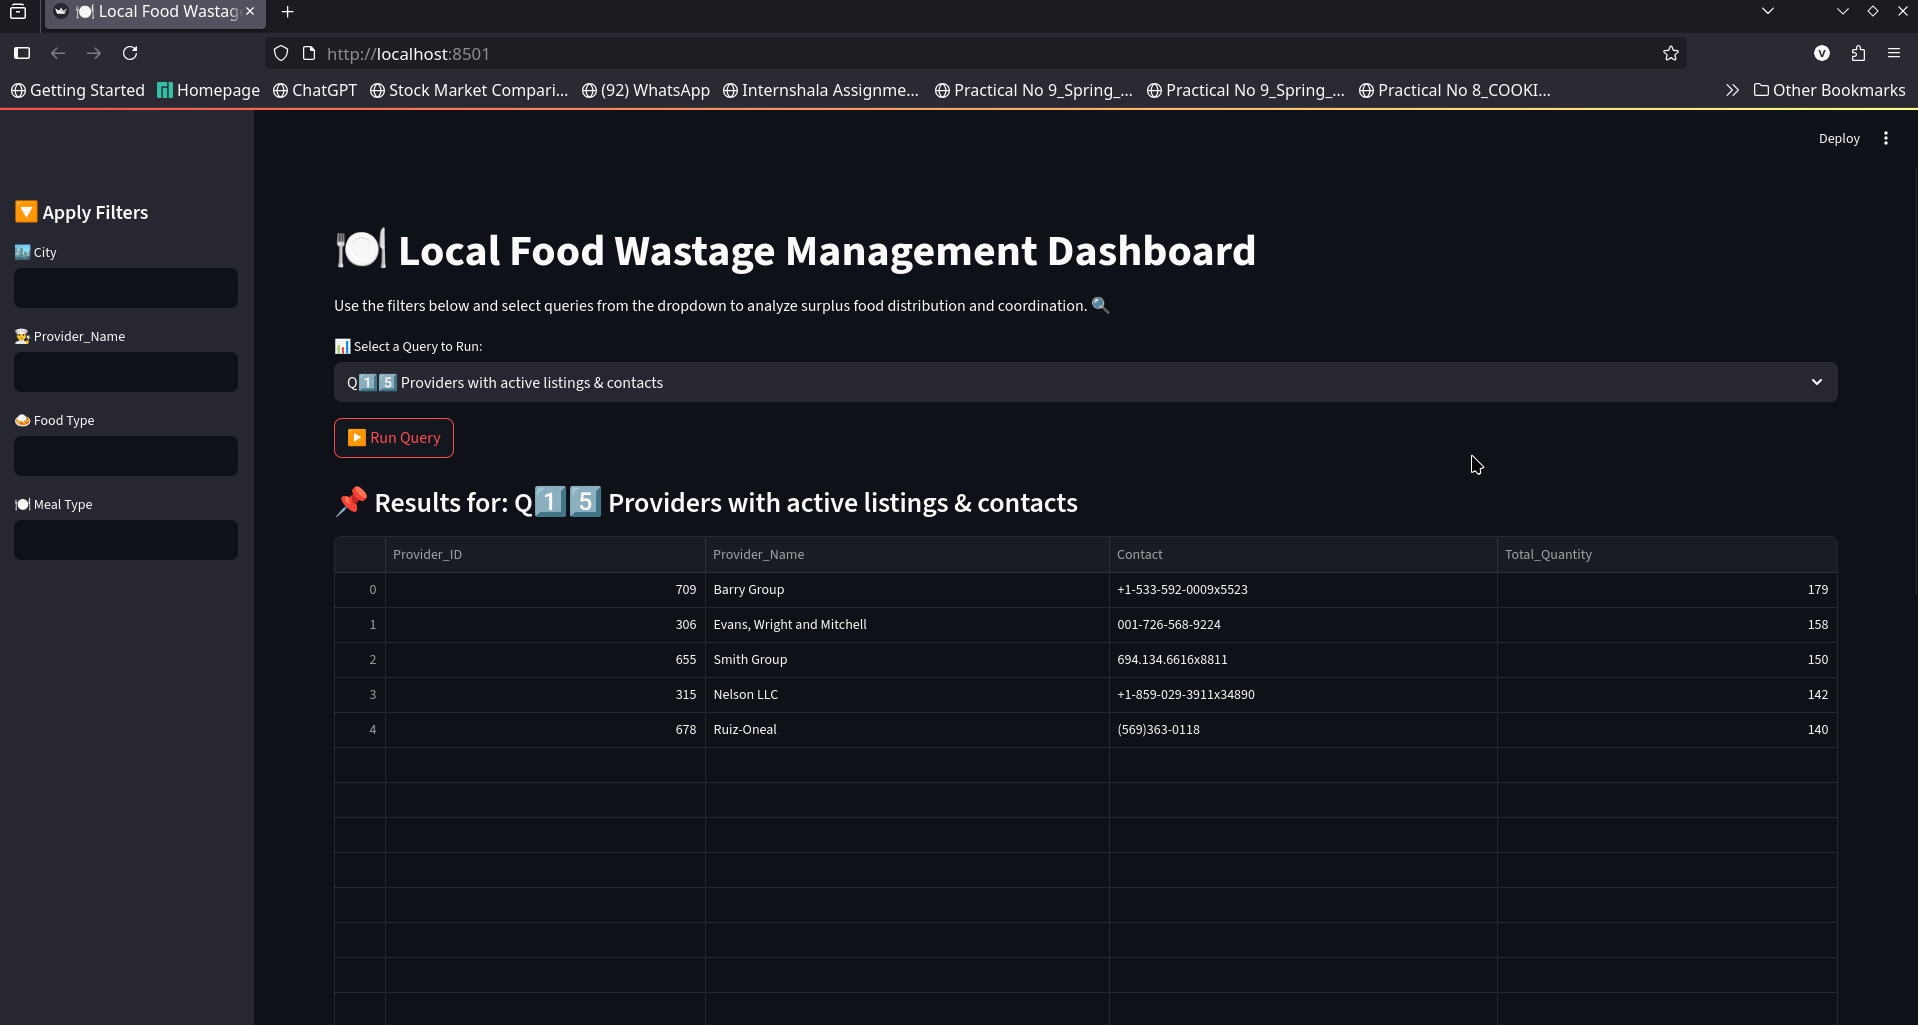 🍽️ Local Food Wastag
http://localhost:8501
V
Getting Started Homepage ChatGPT Stock Market Compari... (92) WhatsApp Internshala Assignme... Practical No 9_Spring_... Practical No 9_Spring_... Practical No 8_COOKI... Other Bookmarks
Deploy
🔽 Apply Filters
🏙️ City
👨‍🍳 Provider_Name
🍛 Food Type
🍽️ Meal Type
🍽️ Local Food Wastage Management Dashboard
Use the filters below and select queries from the dropdown to analyze surplus food distribution and coordination. 🔍
📊 Select a Query to Run:
Q1️⃣5️⃣ Providers with active listings & contacts
▶️ Run Query
📌 Results for: Q1️⃣5️⃣ Providers with active listings & contacts
Provider_ID Provider_Name Contact Total_Quantity
0 709 Barry Group +1-533-592-0009x5523 179
1 306 Evans, Wright and Mitchell 001-726-568-9224 158
2 655 Smith Group 694.134.6616x8811 150
3 315 Nelson LLC +1-859-029-3911x34890 142
4 678 Ruiz-Oneal (569)363-0118 140